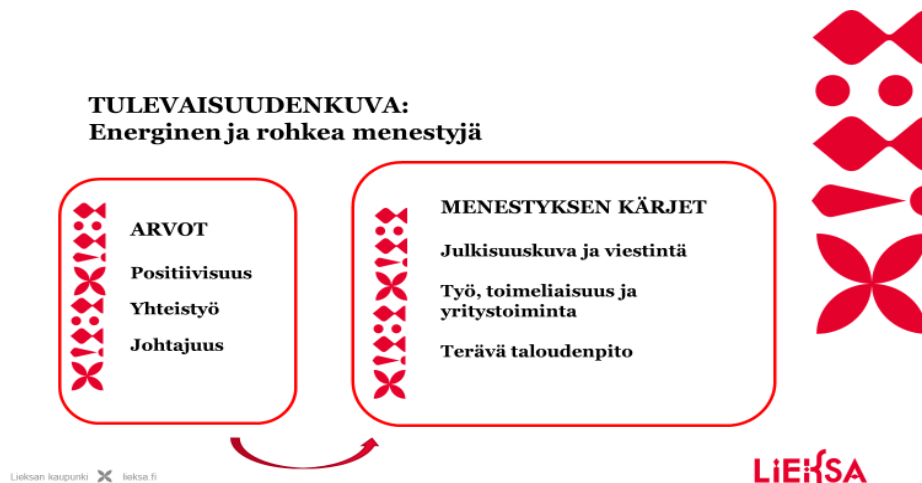 TULEVAISUUDENKUVA:
Energinen ja rohkea menestyjä
ARVOT
Positiivisuus
Yhteistyö
Johtajuus
MENESTYKSEN KÄRJET
Julkisuuskuva ja viestintä
Työ, toimeliaisuus ja
yritystoiminta
Terävä taloudenpito
Lieksan kaupunki lieksa.fi
LiEKSA